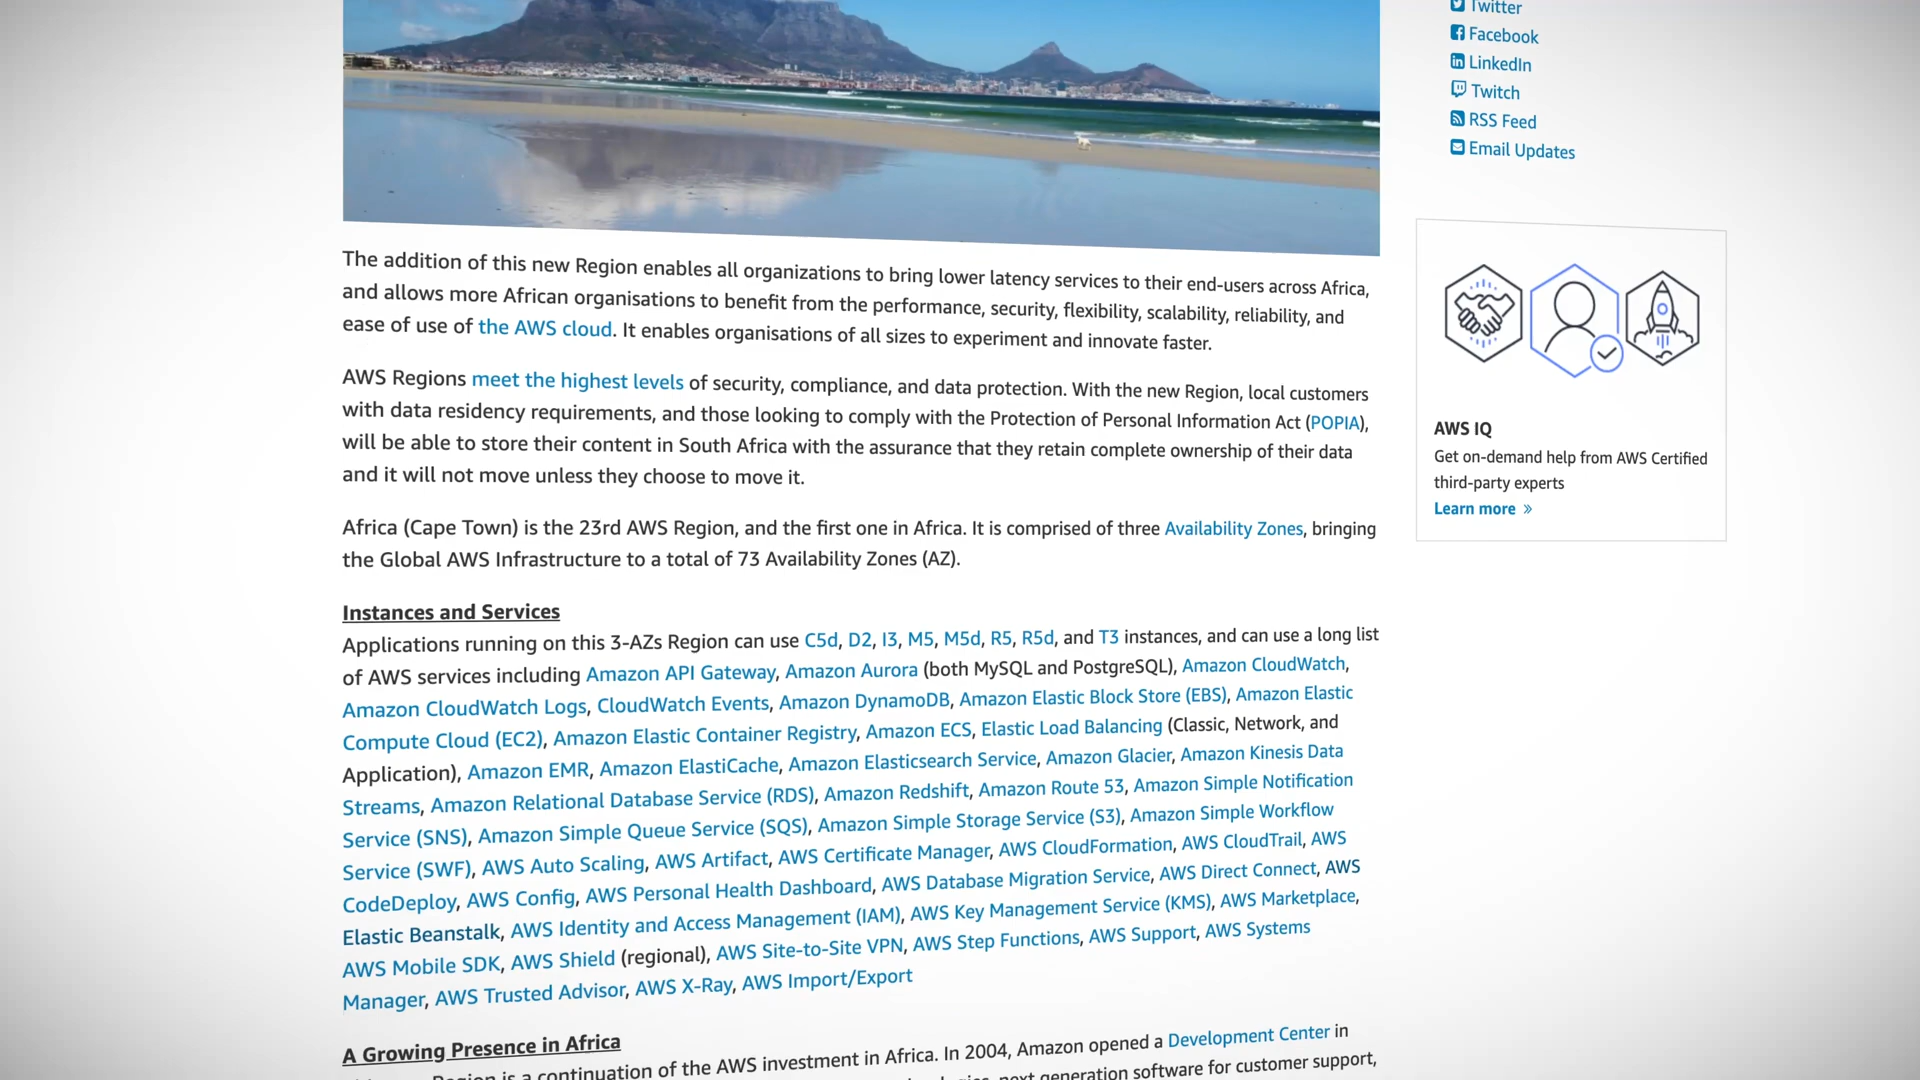 Twitter
Facebook
LinkedIn
Twitch
RSS Feed
Email Updates
The addition of this new Region enables all organizations to bring lower latency services to their end-users across Africa,
and allows more African organisations to benefit from the performance, security, flexibility, scalability, reliability, and
ease of use of the AWS cloud. It enables organisations of all sizes to experiment and innovate faster.
AWS Regions meet the highest levels of security, compliance, and data protection. With the new Region, local customers
with data residency requirements, and those looking to comply with the Protection of Personal Information Act (POPIA),
will be able to store their content in South Africa with the assurance that they retain complete ownership of their data
and it will not move unless they choose to move it.
Africa (Cape Town) is the 23rd AWS Region, and the first one in Africa. It is comprised of three Availability Zones, bringing
the Global AWS Infrastructure to a total of 73 Availability Zones (AZ).
Instances and Services
Applications running on this 3-AZs Region can use C5d, D2, I3, M5, M5d, R5, R5d, and T3 instances, and can use a long list
of AWS services including Amazon API Gateway, Amazon Aurora (both MySQL and PostgreSQL), Amazon CloudWatch,
Amazon CloudWatch Logs, CloudWatch Events, Amazon DynamoDB, Amazon Elastic Block Store (EBS), Amazon Elastic
Compute Cloud (EC2), Amazon Elastic Container Registry, Amazon ECS, Elastic Load Balancing (Classic, Network, and
Application), Amazon EMR, Amazon ElastiCache, Amazon Elasticsearch Service, Amazon Glacier, Amazon Kinesis Data
Streams, Amazon Relational Database Service (RDS), Amazon Redshift, Amazon Route 53, Amazon Simple Notification
Service (SNS), Amazon Simple Queue Service (SQS), Amazon Simple Storage Service (S3), Amazon Simple Workflow
Service (SWF), AWS Auto Scaling, AWS Artifact, AWS Certificate Manager, AWS CloudFormation, AWS CloudTrail, AWS
CodeDeploy, AWS Config, AWS Personal Health Dashboard, AWS Database Migration Service, AWS Direct Connect, AWS
Elastic Beanstalk, AWS Identity and Access Management (IAM), AWS Key Management Service (KMS), AWS Marketplace,
AWS Mobile SDK, AWS Shield (regional), AWS Site-to-Site VPN, AWS Step Functions, AWS Support, AWS Systems
Manager, AWS Trusted Advisor, AWS X-Ray, AWS Import/Export
A Growing Presence in Africa
Region is a continuation of the AWS investment in Africa. In 2004, Amazon opened a Development Center in
next generation software for customer support,
AWS IQ
Get on-demand help from AWS Certified
third-party experts
Learn more »